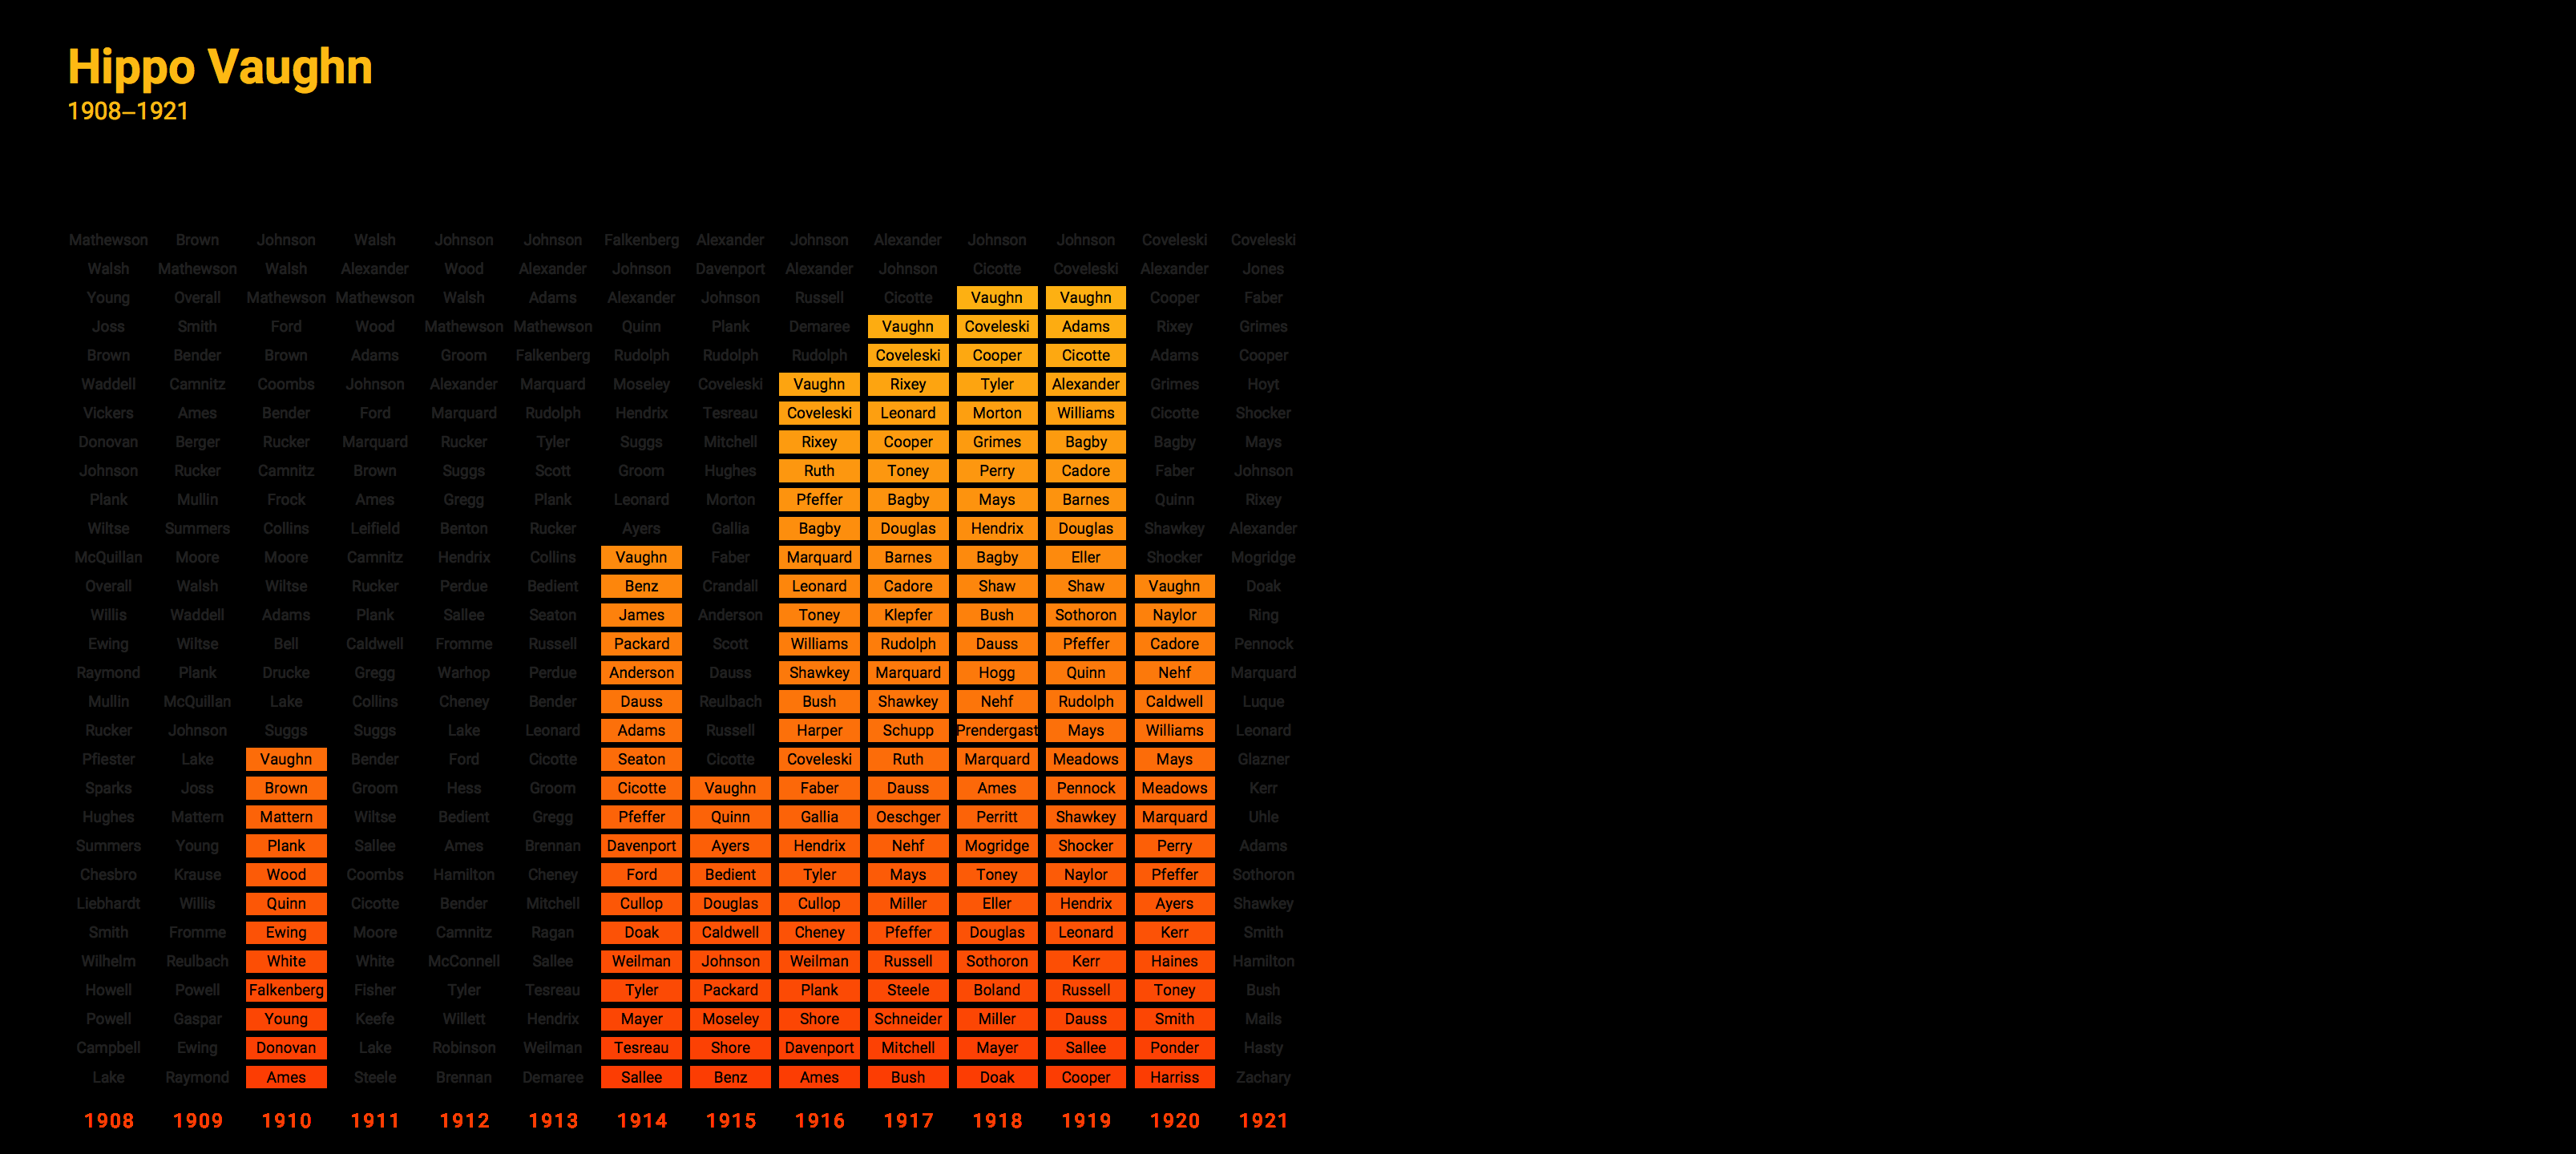 Hippo Vaughn
1908–1921
Mathewson Brown Johnson Walsh Johnson Johnson Falkenberg Alexander Johnson Alexander Johnson Johnson Coveleski Coveleski
Walsh Mathewson Walsh Alexander Wood Alexander Johnson Davenport Alexander Johnson Cicotte Coveleski Alexander Jones
Young Overall Mathewson Mathewson Walsh Adams Alexander Johnson Russell Cicotte Vaughn Vaughn Cooper Faber
Joss Smith Ford Wood Mathewson Mathewson Quinn Plank Demaree Vaughn Coveleski Adams Rixey Grimes
Brown Bender Brown Adams Groom Falkenberg Rudolph Rudolph Rudolph Coveleski Cooper Cicotte Adams Cooper
Waddell Camnitz Coombs Johnson Alexander Marquard Moseley Coveleski Vaughn Rixey Tyler Alexander Grimes Hoyt
Vickers Ames Bender Ford Marquard Rudolph Hendrix Tesreau Coveleski Leonard Morton Williams Cicotte Shocker
Donovan Berger Rucker Marquard Rucker Tyler Suggs Mitchell Rixey Cooper Grimes Bagby Bagby Mays
Johnson Rucker Camnitz Brown Suggs Scott Groom Hughes Ruth Toney Perry Cadore Faber Johnson
Plank Mullin Frock Ames Gregg Plank Leonard Morton Pfeffer Bagby Mays Barnes Quinn Rixey
Wiltse Summers Collins Leifield Benton Rucker Ayers Gallia Bagby Douglas Hendrix Douglas Shawkey Alexander
McQuillan Moore Moore Camnitz Hendrix Collins Vaughn Faber Marquard Barnes Bagby Eller Shocker Mogridge
Overall Walsh Wiltse Rucker Perdue Bedient Benz Crandall Leonard Cadore Shaw Shaw Vaughn Doak
Willis Waddell Adams Plank Sallee Seaton James Anderson Toney Klepfer Bush Sothoron Naylor Ring
Ewing Wiltse Bell Caldwell Fromme Russell Packard Scott Williams Rudolph Dauss Pfeffer Cadore Pennock
Raymond Plank Drucke Gregg Warhop Perdue Anderson Dauss Shawkey Marquard Hogg Quinn Nehf Marquard
Mullin McQuillan Lake Collins Cheney Bender Dauss Reulbach Bush Shawkey Nehf Rudolph Caldwell Luque
Rucker Johnson Suggs Suggs Lake Leonard Adams Russell Harper Schupp Prendergast Mays Williams Leonard
Pfiester Lake Vaughn Bender Ford Cicotte Seaton Cicotte Coveleski Ruth Marquard Meadows Mays Glazner
Sparks Joss Brown Groom Hess Groom Cicotte Vaughn Faber Dauss Ames Pennock Meadows Kerr
Hughes Mattern Mattern Wiltse Bedient Gregg Pfeffer Quinn Gallia Oeschger Perritt Shawkey Marquard Uhle
Summers Young Plank Sallee Ames Brennan Davenport Ayers Hendrix Nehf Mogridge Shocker Perry Adams
Chesbro Krause Wood Coombs Hamilton Cheney Ford Bedient Tyler Mays Toney Naylor Pfeffer Sothoron
Liebhardt Willis Quinn Cicotte Bender Mitchell Cullop Douglas Cullop Miller Eller Hendrix Ayers Shawkey
Smith Fromme Ewing Moore Camnitz Ragan Doak Caldwell Cheney Pfeffer Douglas Leonard Kerr Smith
Wilhelm Reulbach White White McConnell Sallee Weilman Johnson Weilman Russell Sothoron Kerr Haines Hamilton
Howell Powell Falkenberg Fisher Tyler Tesreau Tyler Packard Plank Steele Boland Russell Toney Bush
Powell Gaspar Young Keefe Willett Hendrix Mayer Moseley Shore Schneider Miller Dauss Smith Mails
Campbell Ewing Donovan Lake Robinson Weilman Tesreau Shore Davenport Mitchell Mayer Sallee Ponder Hasty
Lake Raymond Ames Steele Brennan Demaree Sallee Benz Ames Bush Doak Cooper Harriss Zachary
1908 1909 1910 1911 1912 1913 1914 1915 1916 1917 1918 1919 1920 1921